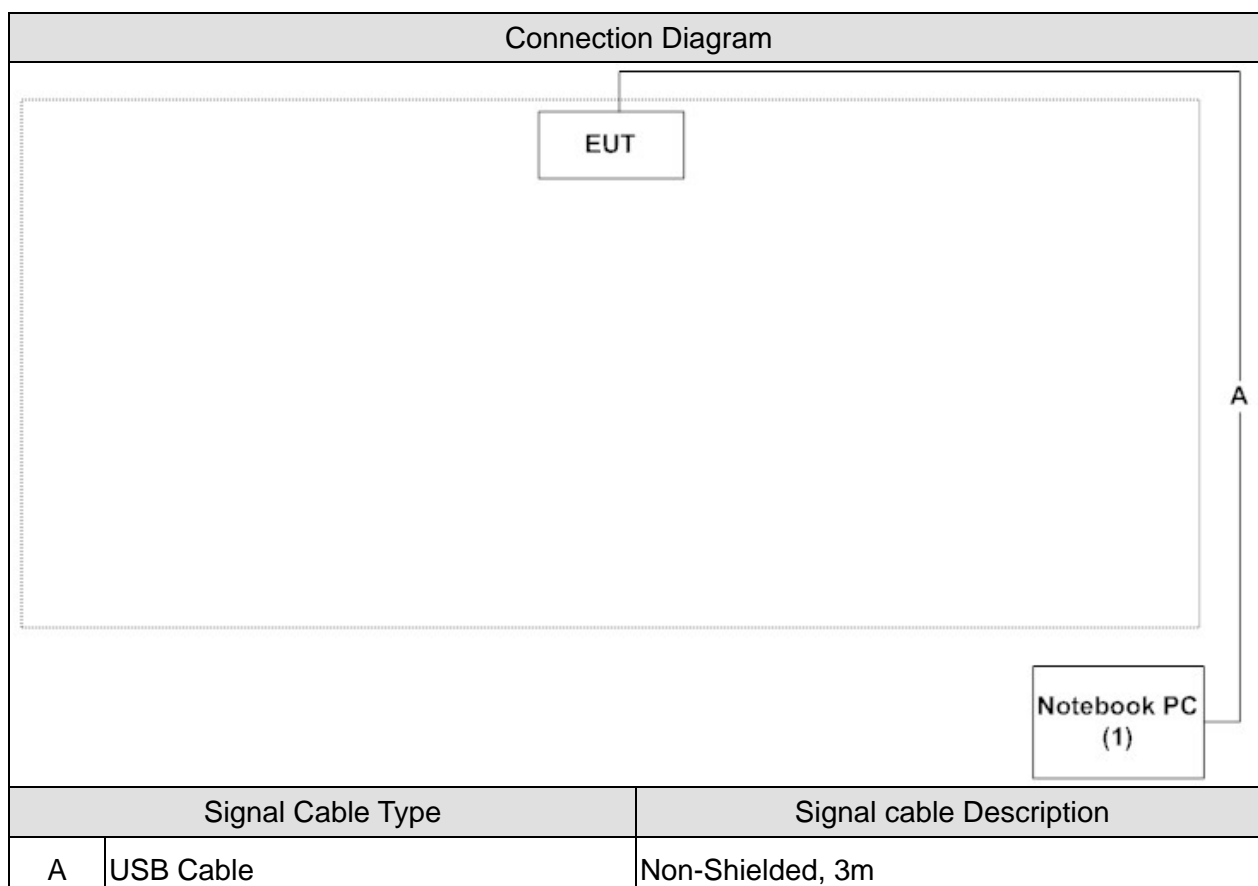 Connection Diagram
EUT
A
Notebook PC
(1)
Signal Cable Type Signal cable Description
A USB Cable Non-Shielded, 3m